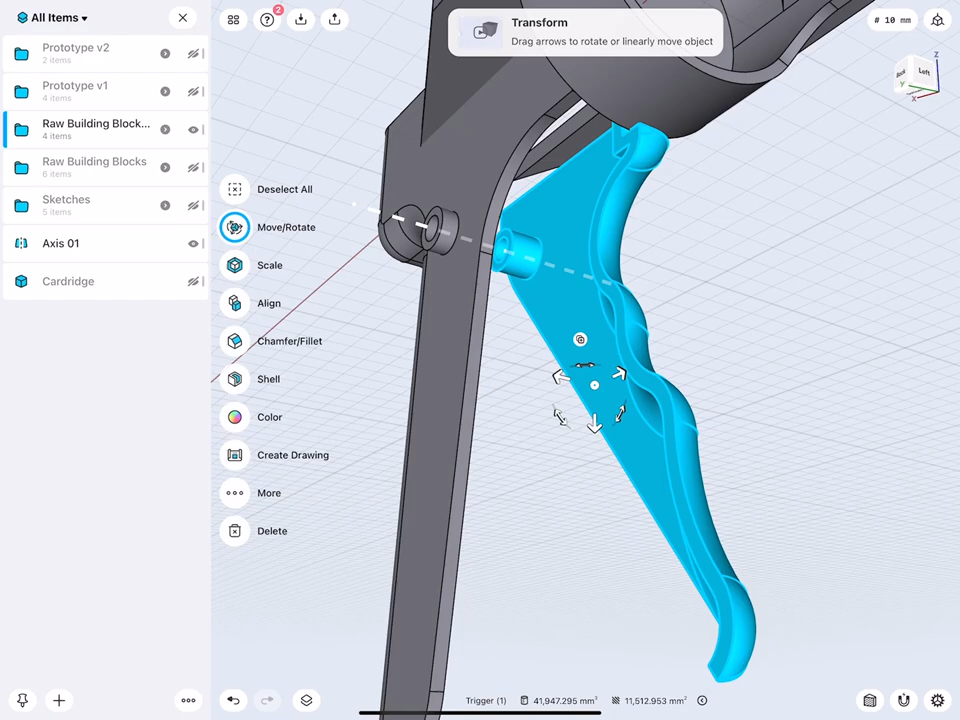 All Items
Prototype v2
2 items
Prototype v1
4 items
Raw Building Block...
4 items
Raw Building Blocks
6 items
Sketches
5 items
Axis 01
Cardridge
2
Transform
Drag arrows to rotate or linearly move object
# 10 mm
Back
Left
Z
Y
X
Deselect All
Move/Rotate
Scale
Align
Chamfer/Fillet
Shell
Color
Create Drawing
More
Delete
Trigger (1)
41,947.295 mm³
11,512.953 mm²